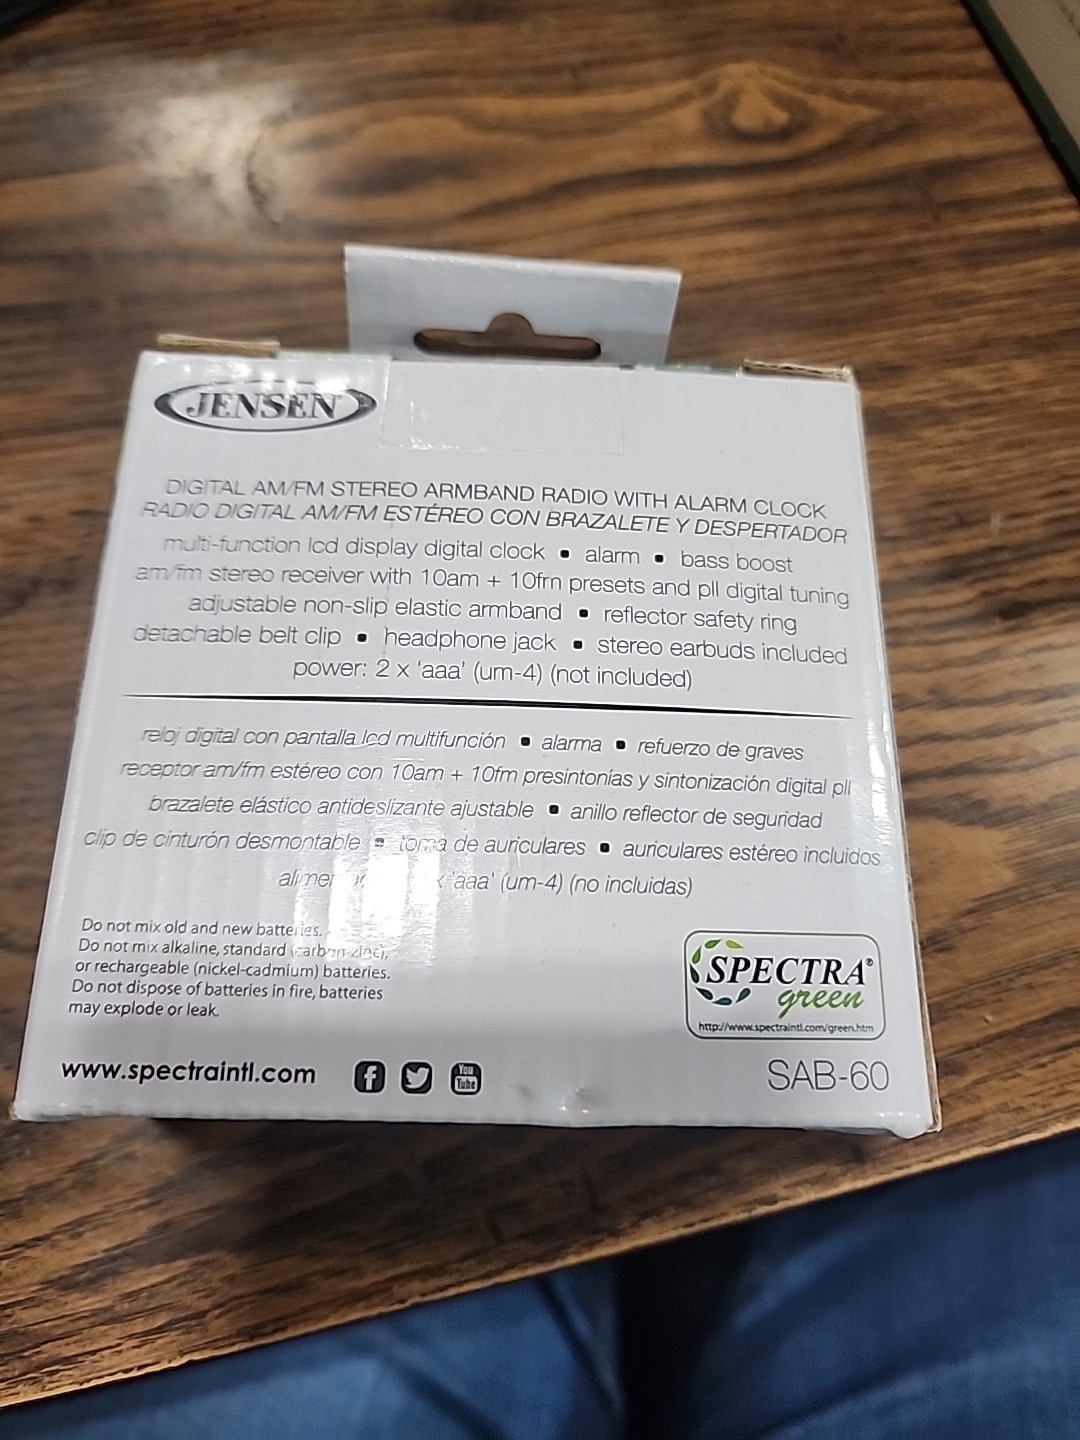 JENSEN
DIGITAL AM/FM STEREO ARMBAND RADIO WITH ALARM CLOCK
RADIO DIGITAL AM/FM ESTÉREO CON BRAZALETE Y DESPERTADOR
multi-function lcd display digital clock ▪ alarm ▪ bass boost
am/fm stereo receiver with 10am + 10fm presets and pll digital tuning
adjustable non-slip elastic armband ▪ reflector safety ring
detachable belt clip ▪ headphone jack ▪ stereo earbuds included
power: 2 x 'aaa' (um-4) (not included)
reloj digital con pantalla lcd multifunción ▪ alarma ▪ refuerzo de graves
receptor am/fm estéreo con 10am + 10fm presintonías y sintonización digital pll
brazalete elástico antideslizante ajustable ▪ anillo reflector de seguridad
clip de cinturón desmontable ▪ toma de auriculares ▪ auriculares estéreo incluidos
x 'aaa' (um-4) (no incluidas)
Do not mix old and new batteries.
Do not mix alkaline, standard (carbon-zinc),
or rechargeable (nickel-cadmium) batteries.
Do not dispose of batteries in fire, batteries
may explode or leak.
SPECTRA®
green
http://www.spectraintl.com/green.htm
www.spectraintl.com
You
Tube
SAB-60